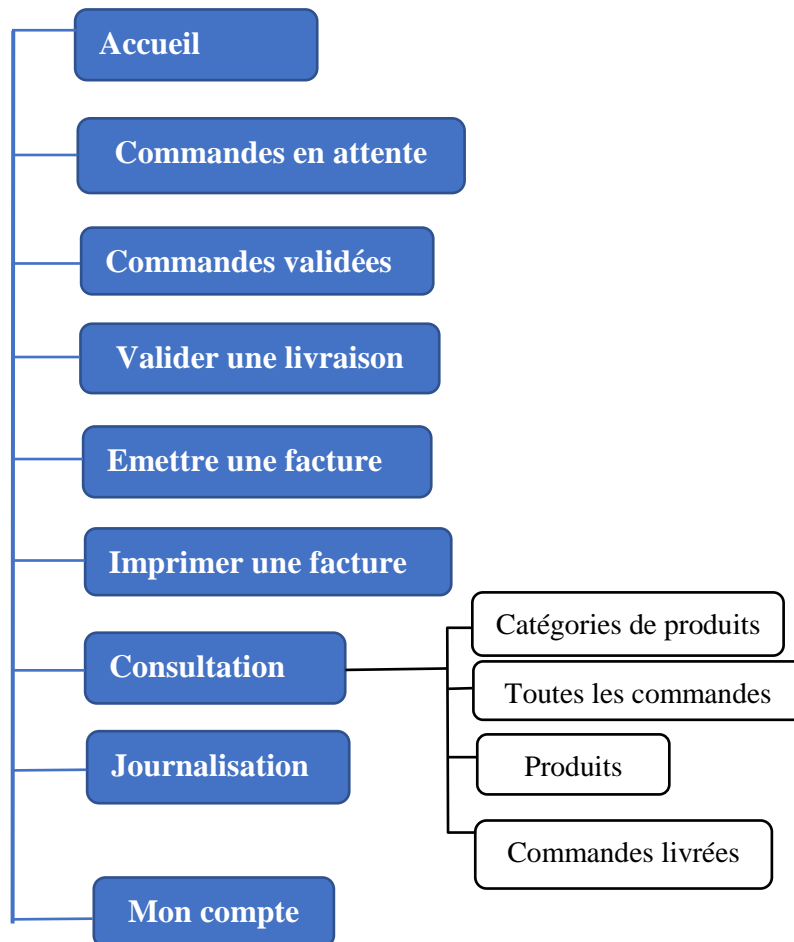 Accueil
Commandes en attente
Commandes validées
Valider une livraison
Emettre une facture
Imprimer une facture
Consultation
Catégories de produits
Toutes les commandes
Produits
Commandes livrées
Journalisation
Mon compte